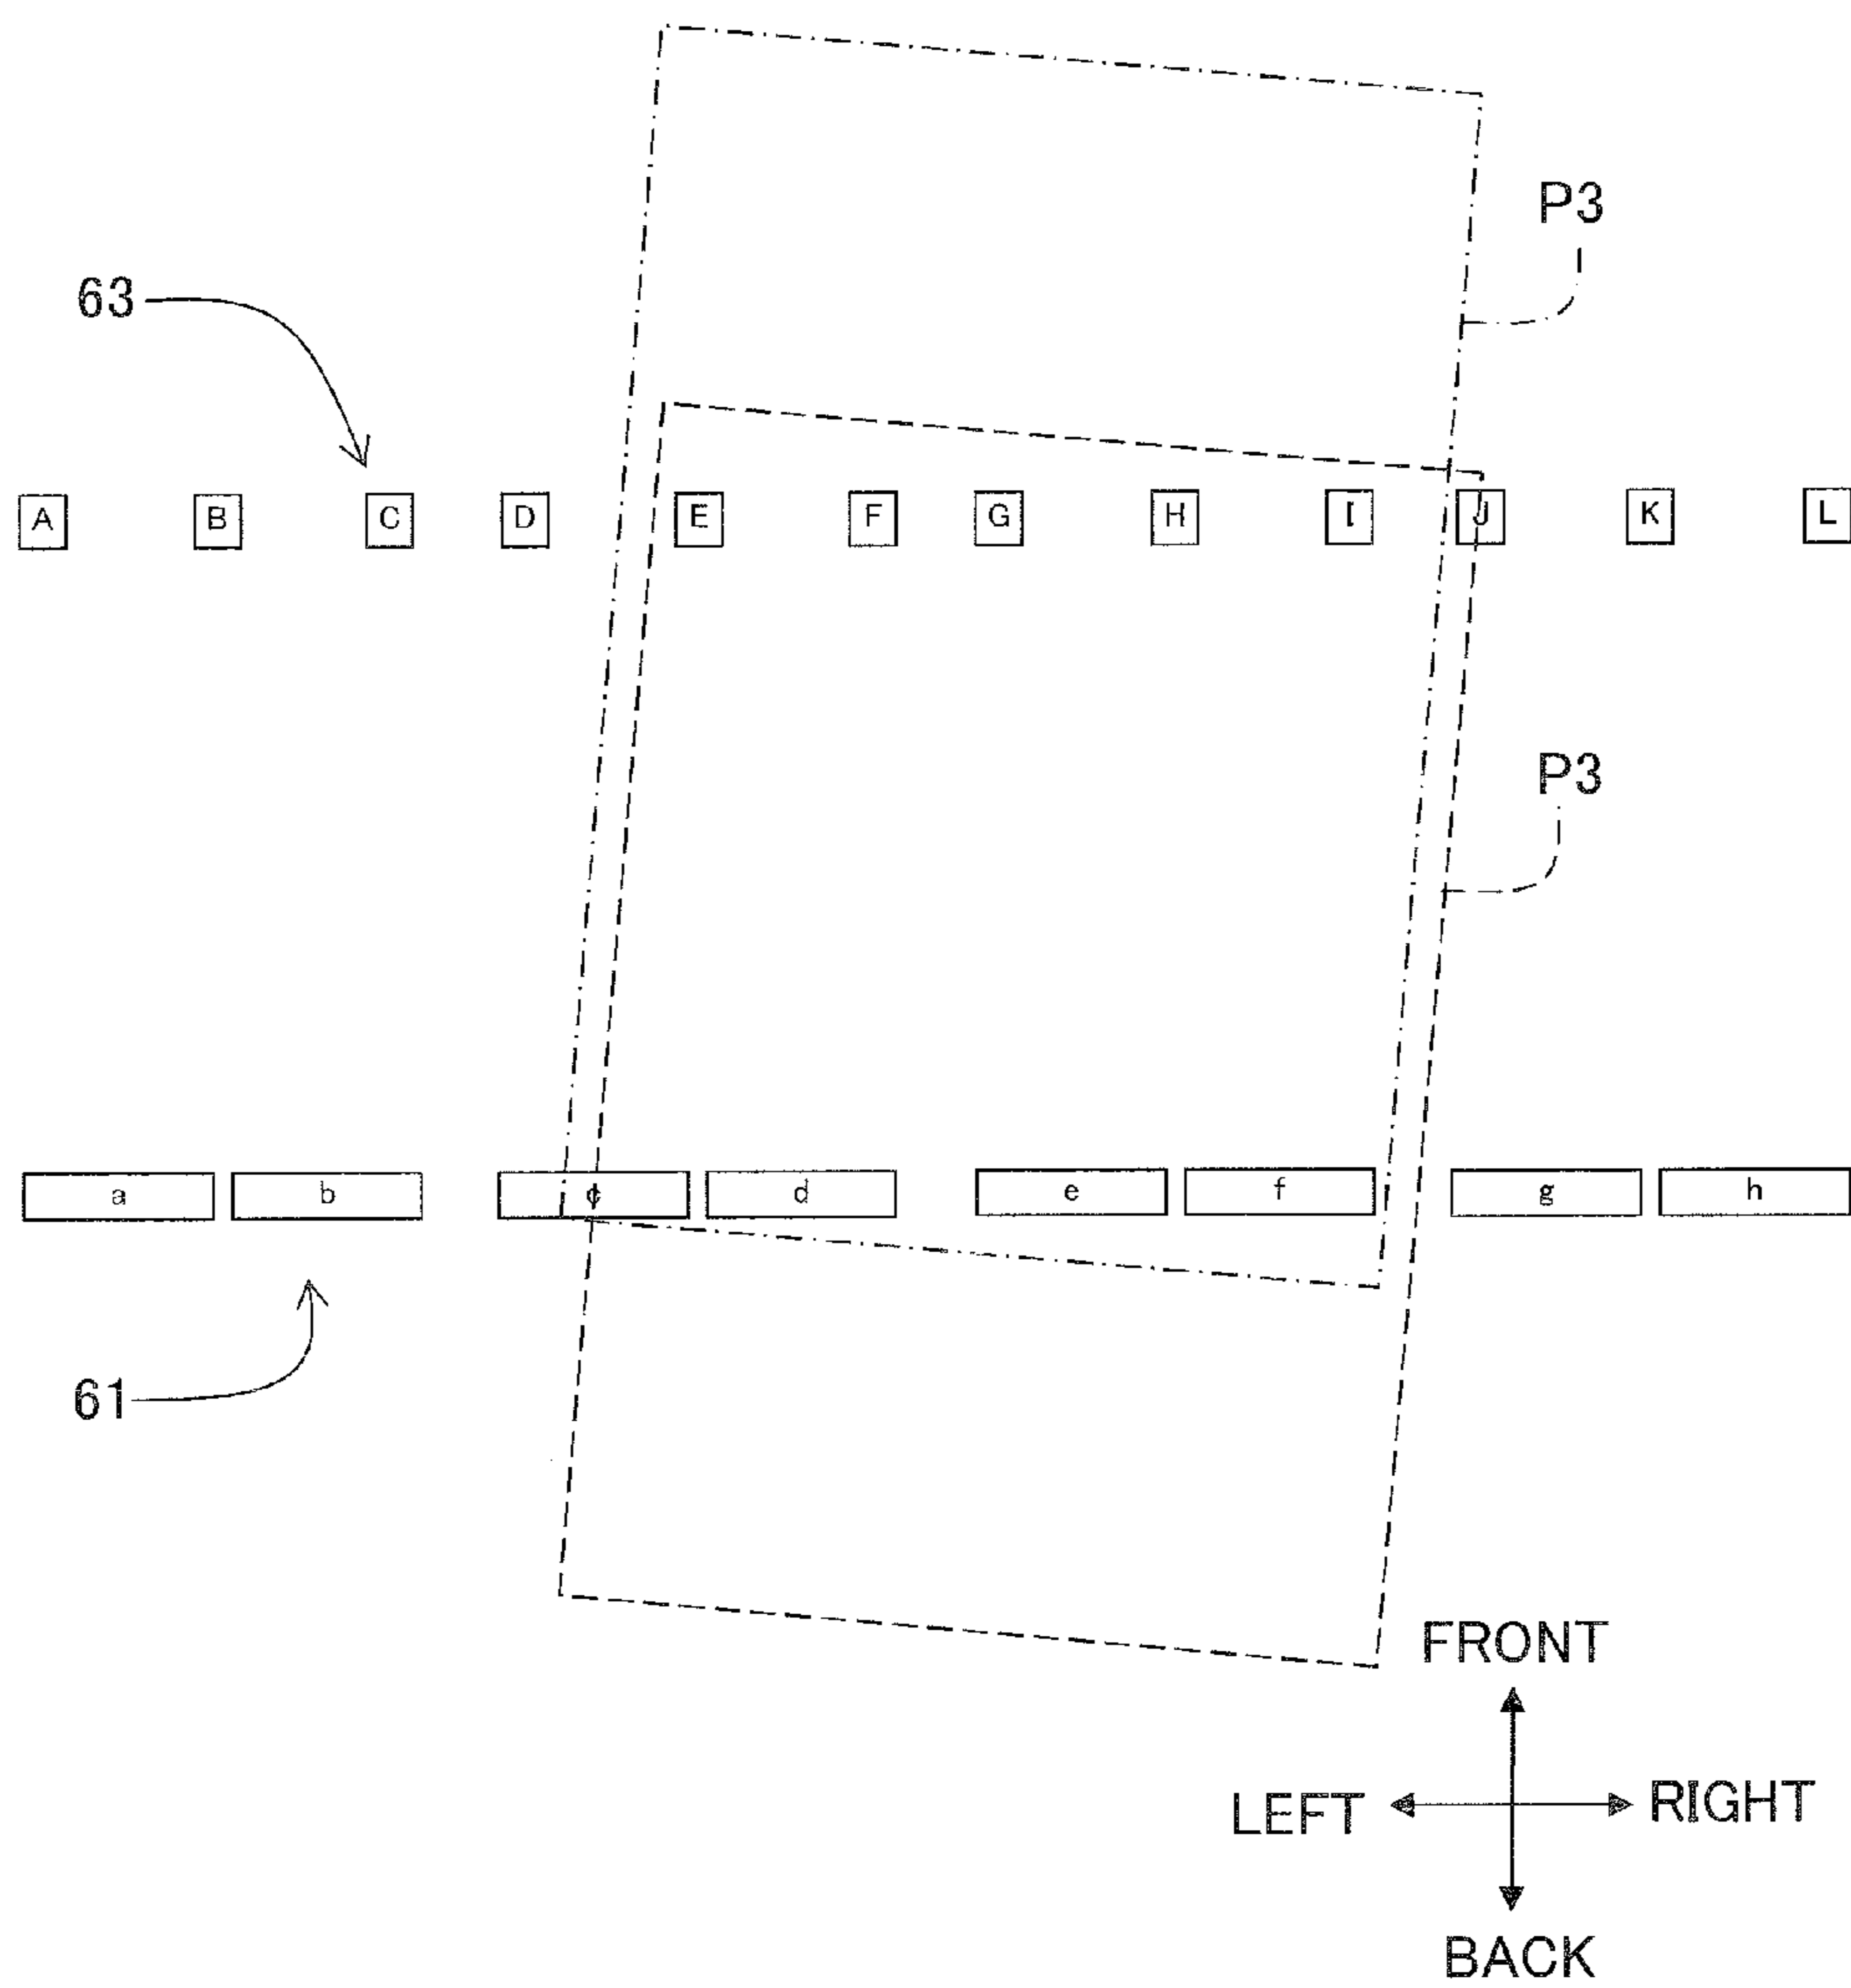 P3
63
A B C D E F G H I J K L
P3
a b c d e f g h
61
FRONT
LEFT RIGHT
BACK